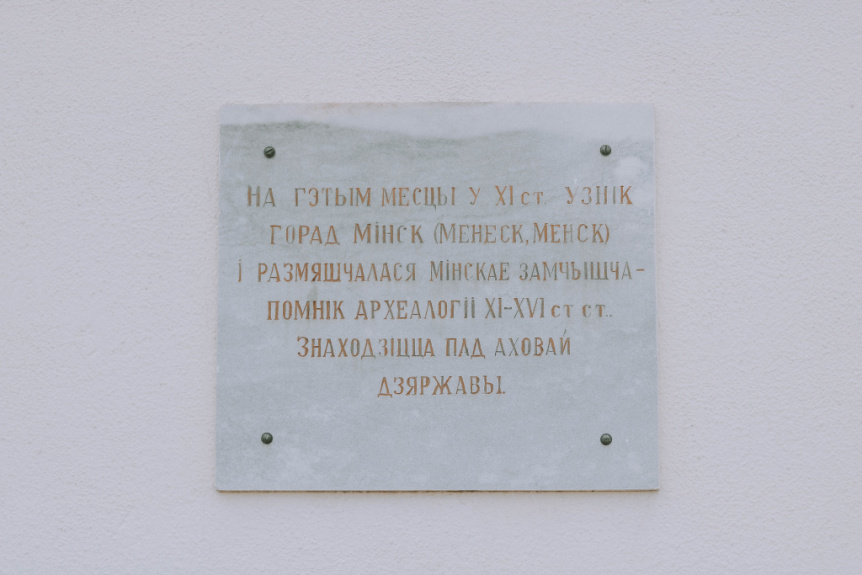 НА ГЭТЫМ МЕСЦЫ У XI ст. УЗНІК
ГОРАД МІНСК (МЕНЕСК, МЕНСК)
І РАЗМЯШЧАЛАСЯ МІНСКАЕ ЗАМЧЫШЧА–
ПОМНІК АРХЕАЛОГІІ XI–XVI ст ст..
ЗНАХОДЗІЦЦА ПАД АХОВАЙ
ДЗЯРЖАВЫ.